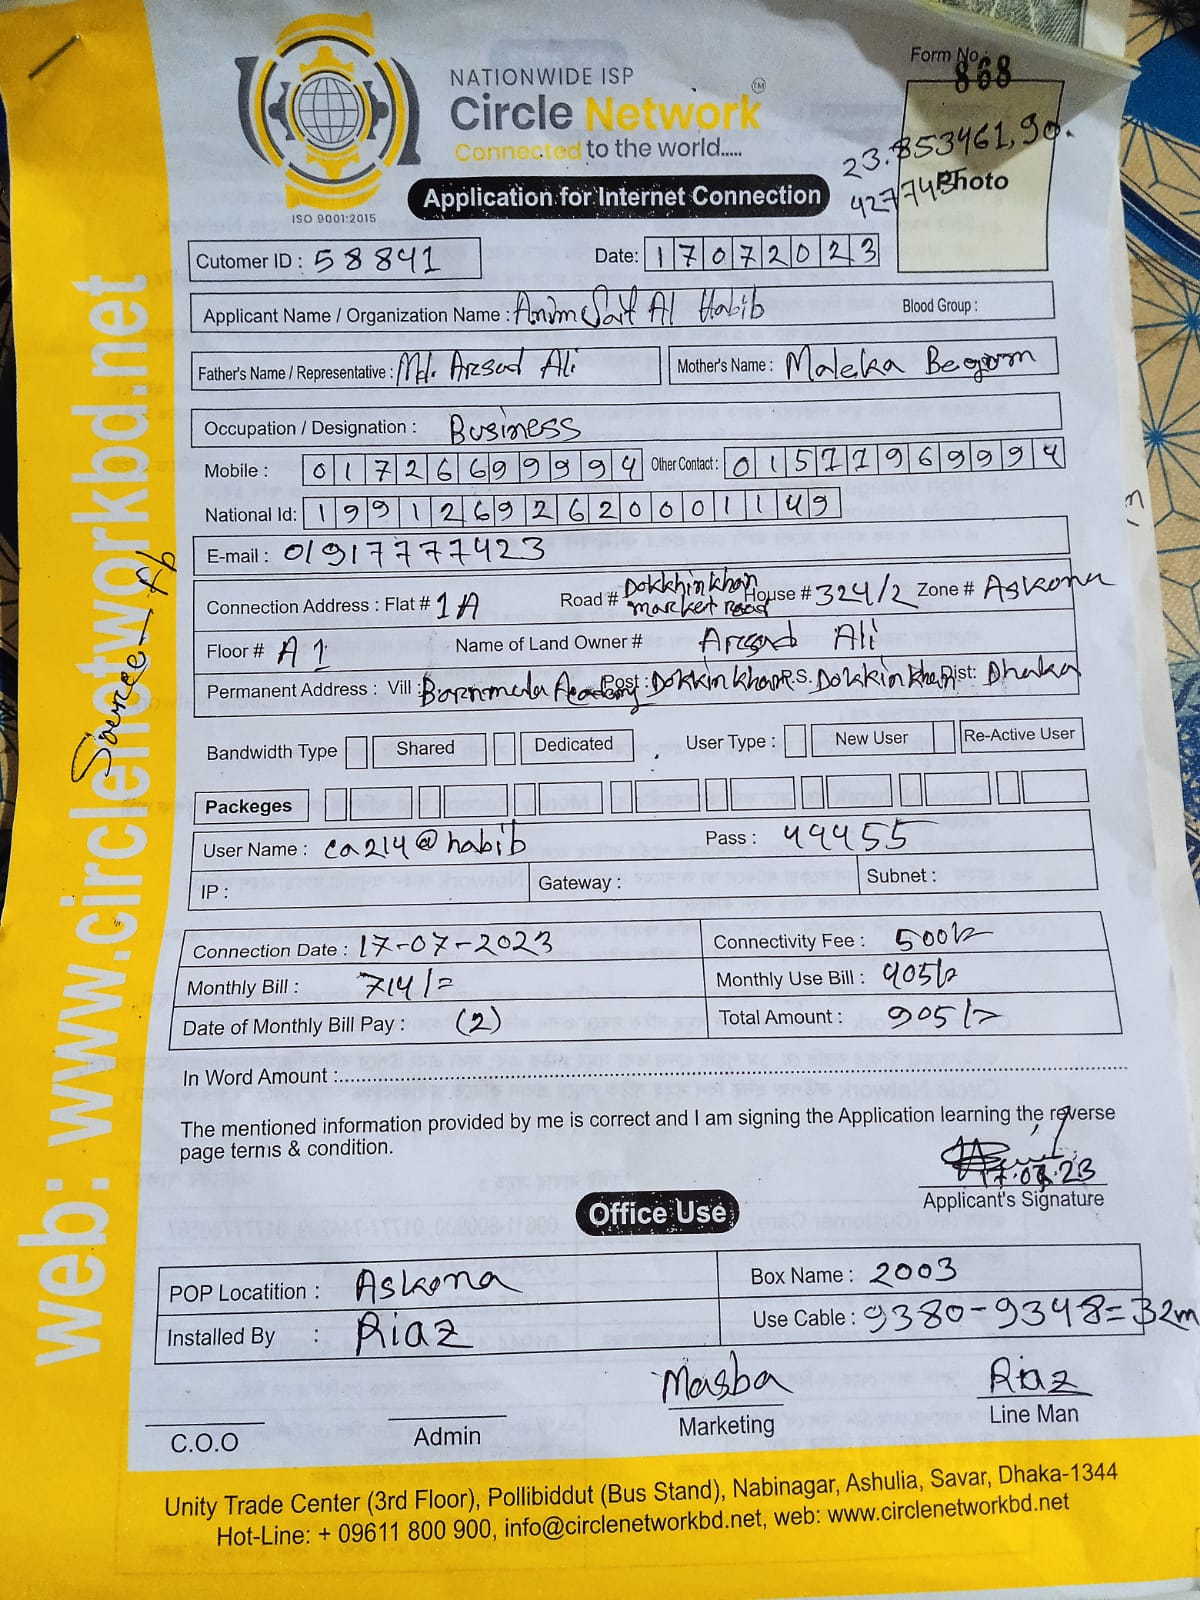 Form No: 868
NATIONWIDE ISP
Circle Network TM
Connected to the world.....
ISO 9001:2015
Application for Internet Connection
Photo
23.853461, 90.
427743
Cutomer ID : 58841
Date: 17072023
Applicant Name / Organization Name : Anim Saif Al Habib
Blood Group :
Father's Name / Representative : Md. Arsad Ali
Mother's Name : Maleka Begom
Occupation / Designation : Business
Mobile : 01726699994 Other Contact : 01577969994
National Id: 19912692620001149
E-mail : 01917777423
Connection Address : Flat # 1A Road # Dokkhinkhan market road House # 324/2 Zone # Askona
Floor # A1 Name of Land Owner # Arsad Ali
Permanent Address : Vill : Bornmala Academy Post : Dokkinkhan P.S. Dokkinkhan Dist: Dhaka
Bandwidth Type Shared Dedicated User Type : New User Re-Active User
Packeges
User Name : ca214@habib Pass : 49455
IP : Gateway : Subnet :
Connection Date : 17-07-2023 Connectivity Fee : 500/=
Monthly Bill : 714/= Monthly Use Bill : 405/=
Date of Monthly Bill Pay : (2) Total Amount : 905/=
In Word Amount :
The mentioned information provided by me is correct and I am signing the Application learning the reverse
page terms & condition.
17.07.23
Applicant's Signature
Office Use
POP Locatition : Askona Box Name : 2003
Installed By : Riaz Use Cable : 9380-9348=32m
Masba Riaz
C.O.O Admin Marketing Line Man
Unity Trade Center (3rd Floor), Pollibiddut (Bus Stand), Nabinagar, Ashulia, Savar, Dhaka-1344
Hot-Line: + 09611 800 900, info@circlenetworkbd.net, web: www.circlenetworkbd.net
web: www.circlenetworkbd.net
Source - Fb